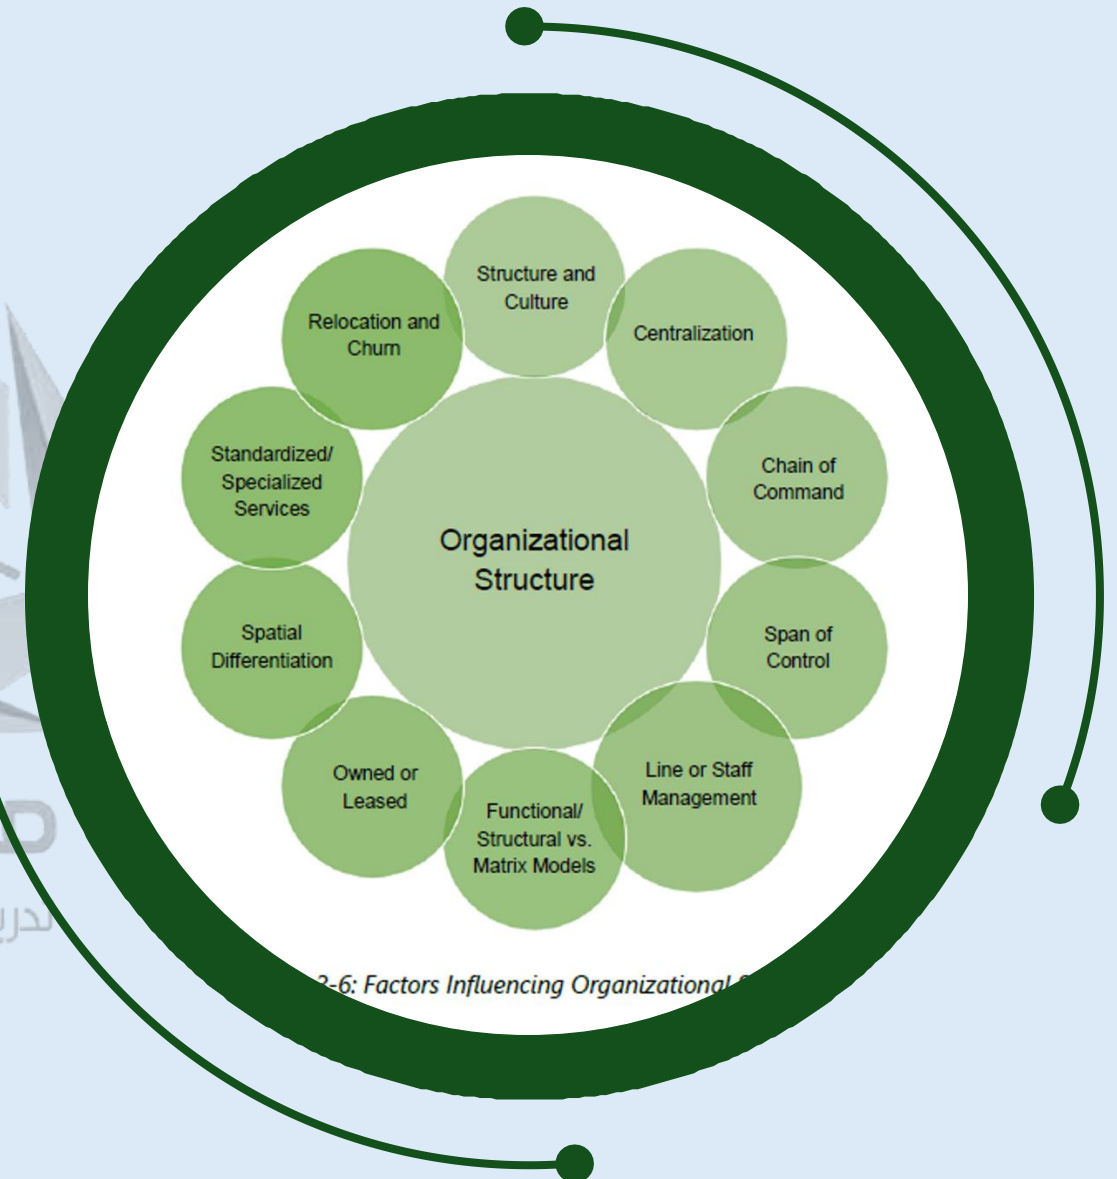 Structure and
Culture
Centralization
Chain of
Command
Span of
Control
Line or Staff
Management
Functional/
Structural vs.
Matrix Models
Owned or
Leased
Spatial
Differentiation
Standardized/
Specialized
Services
Relocation and
Churn
Organizational
Structure
-6: Factors Influencing Organizational